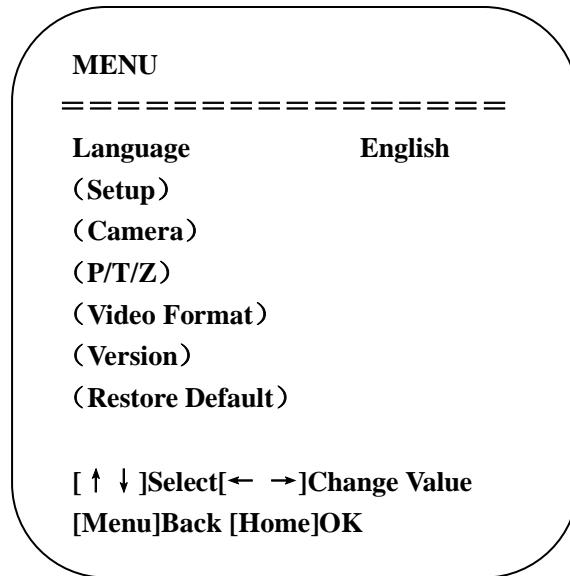 MENU
================
Language English
（Setup）
（Camera）
（P/T/Z）
（Video Format）
（Version）
（Restore Default）
[↑ ↓]Select[← →]Change Value
[Menu]Back [Home]OK